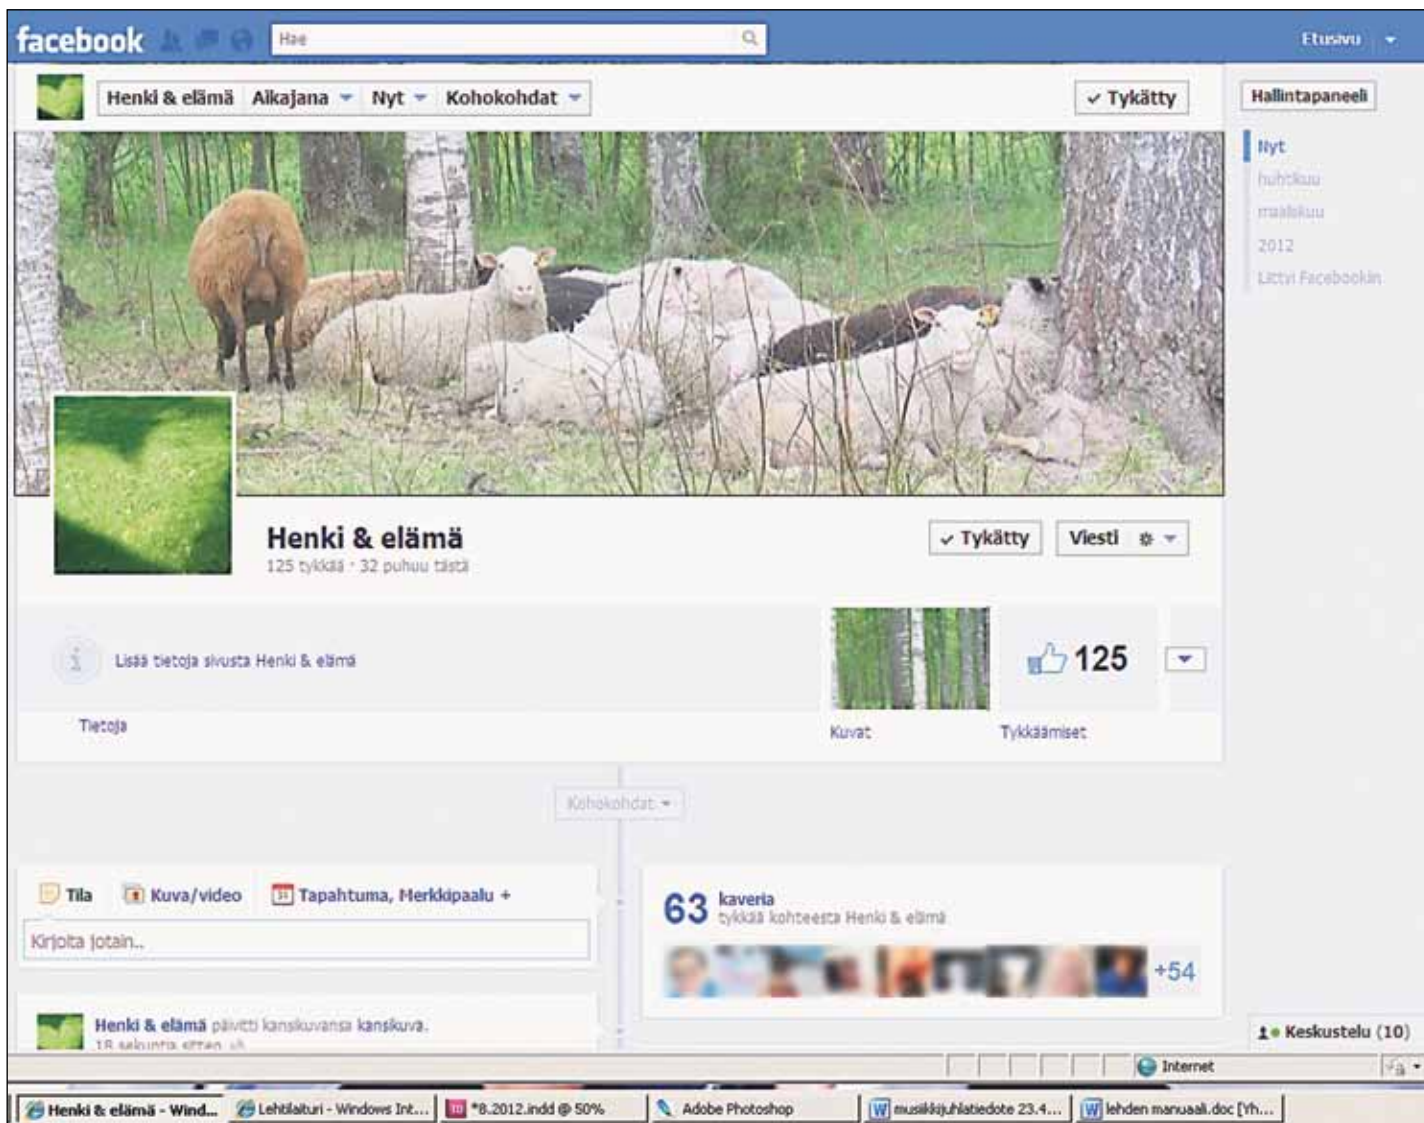 facebook
Hae
Etusivu
Henki & elämä Aikajana Nyt Kohokohdat
Tykätty
Hallintapaneeli
Nyt
huhtikuu
maaliskuu
2012
Liittyi Facebookiin
Henki & elämä
125 tykkää · 32 puhuu tästä
Tykätty
Viesti
Lisää tietoja sivusta Henki & elämä
125
Tietoja
Kuvat
Tykkäämiset
Kohokohdat
Tila Kuva/video Tapahtuma, Merkkipaalu +
Kirjoita jotain..
63 kaveria
tykkää kohteesta Henki & elämä
+54
Henki & elämä päivitti kansikuvansa kansikuva.
18 sekuntia sitten
Keskustelu (10)
Internet
Henki & elämä - Wind...
Lehtilaituri - Windows Int...
*8.2012.indd @ 50%
Adobe Photoshop
musiikkijuhlatiedote 23.4...
lehden manuaali.doc [Yh...